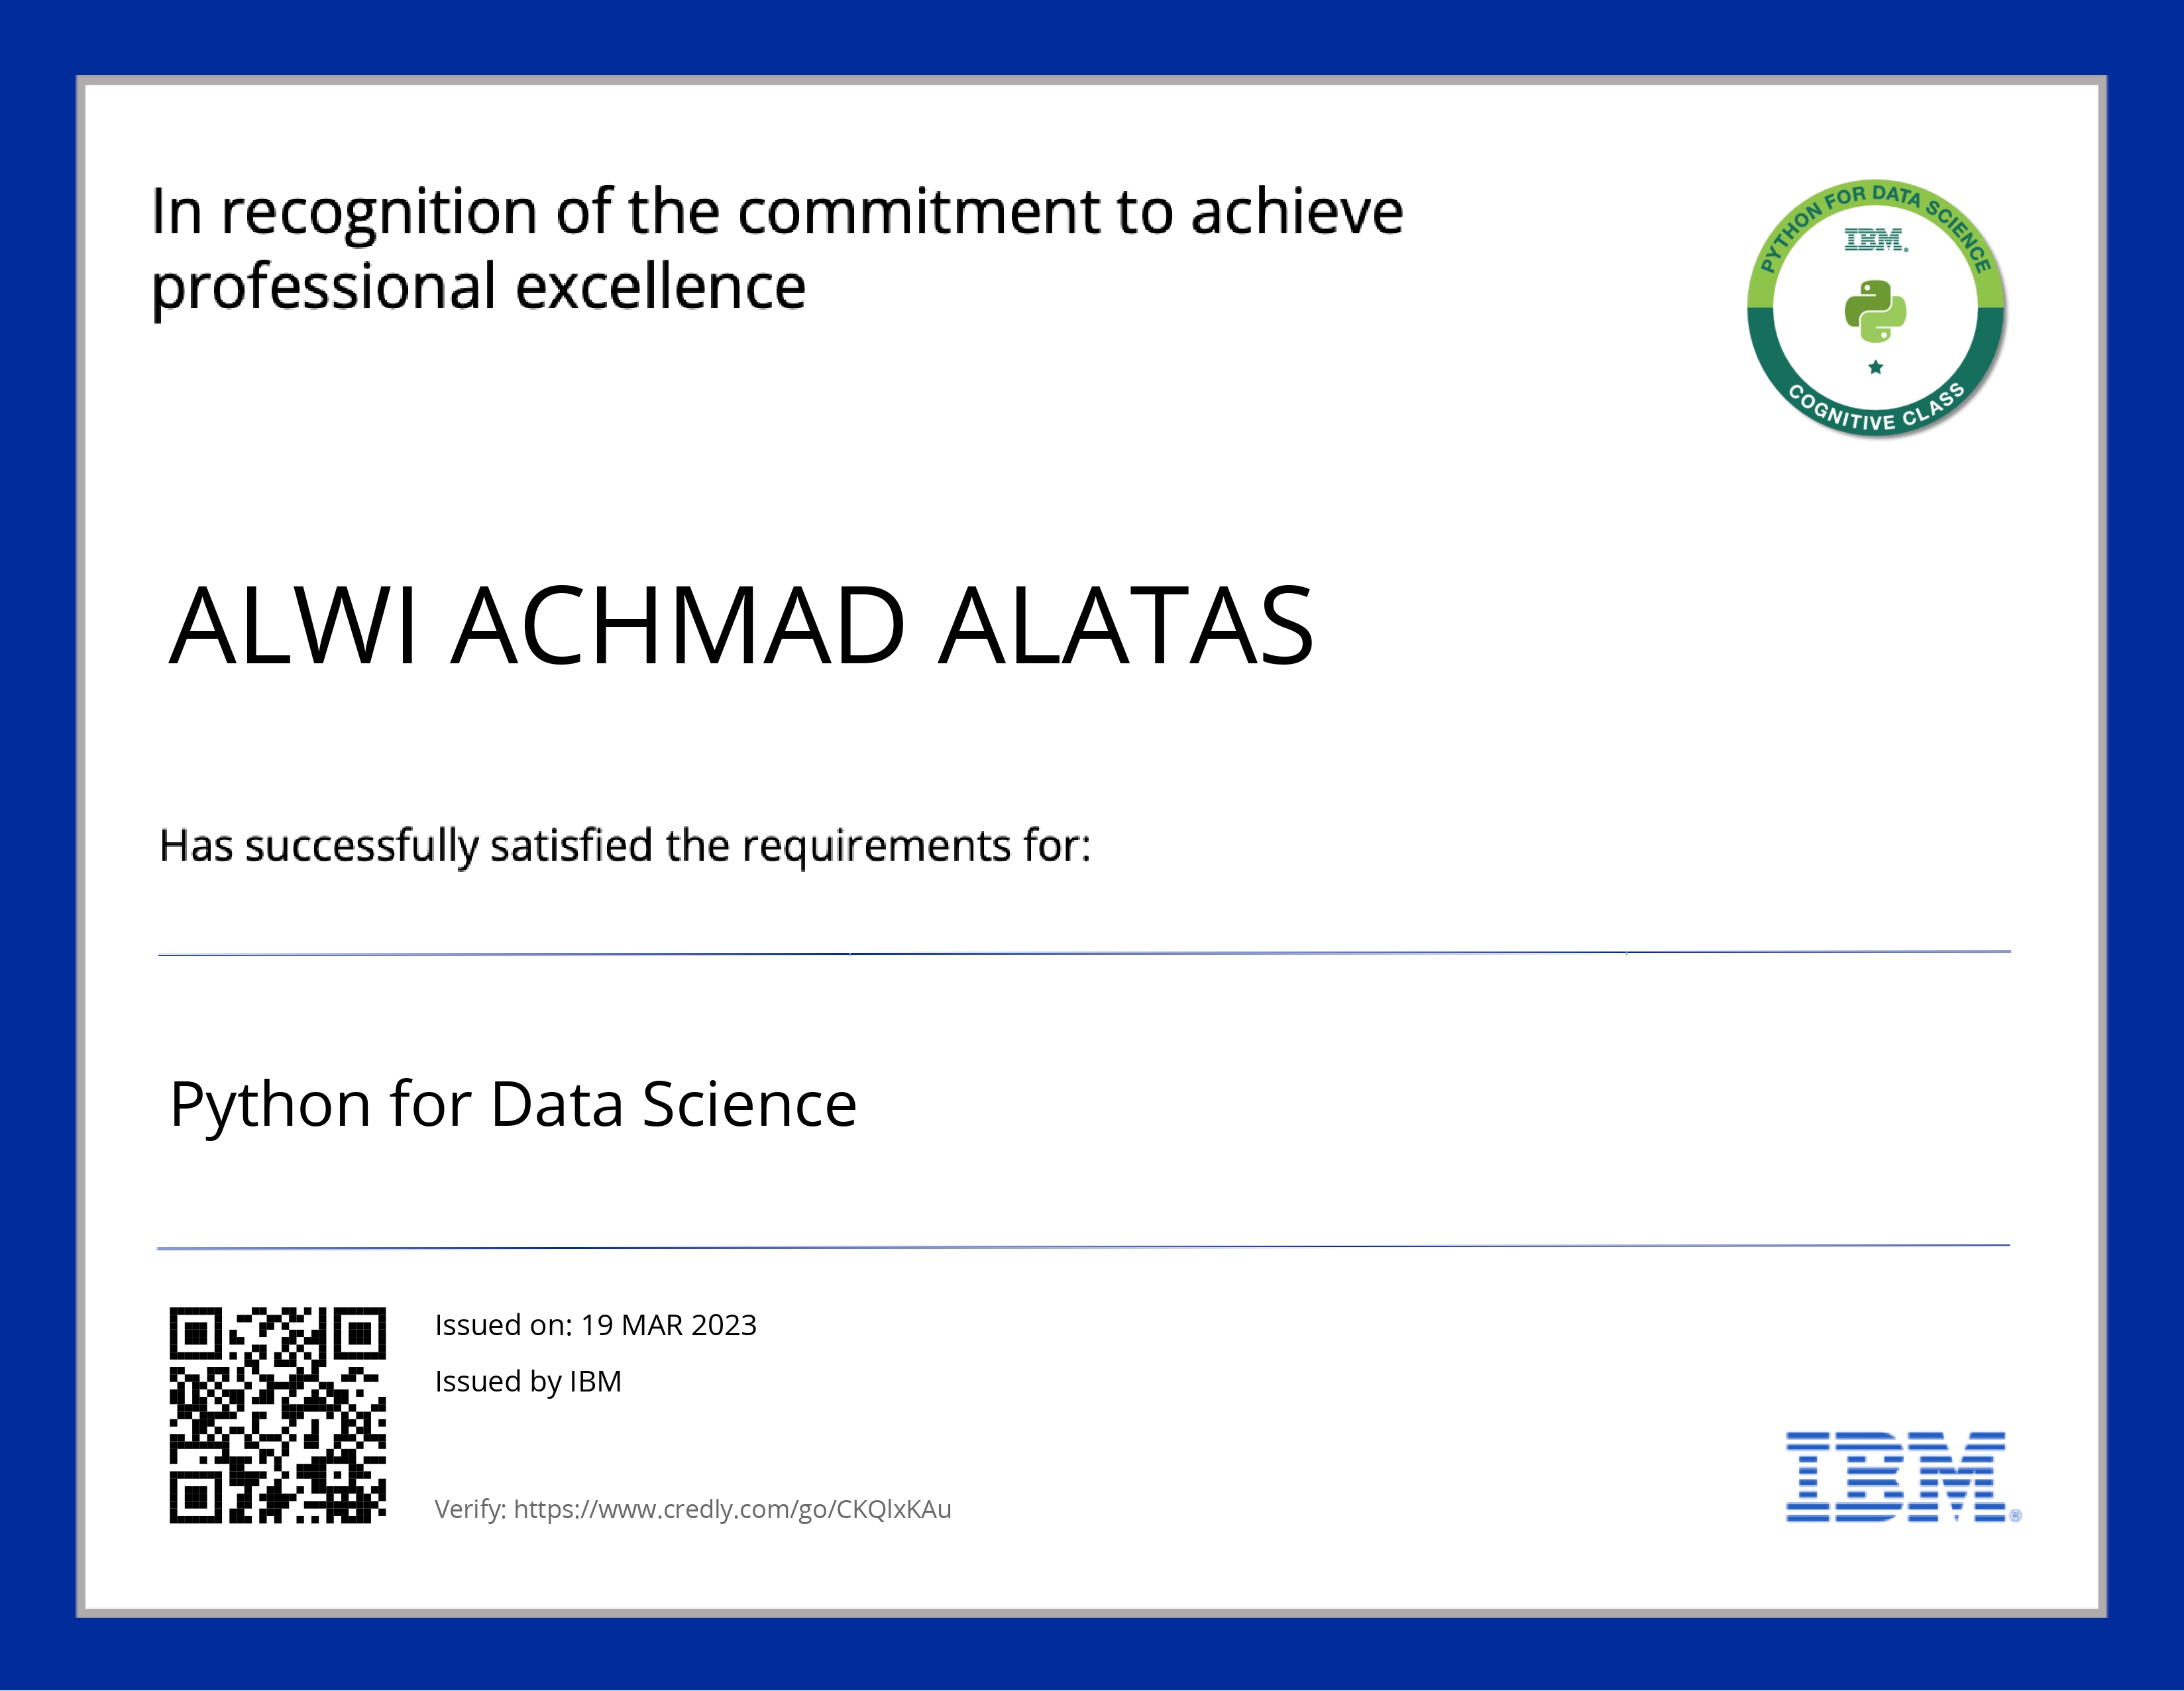 In recognition of the commitment to achieve
professional excellence
PYTHON FOR DATA SCIENCE
IBM®
COGNITIVE CLASS
ALWI ACHMAD ALATAS
Has successfully satisfied the requirements for:
Python for Data Science
Issued on: 19 MAR 2023
Issued by IBM
Verify: https://www.credly.com/go/CKQlxKAu
IBM®